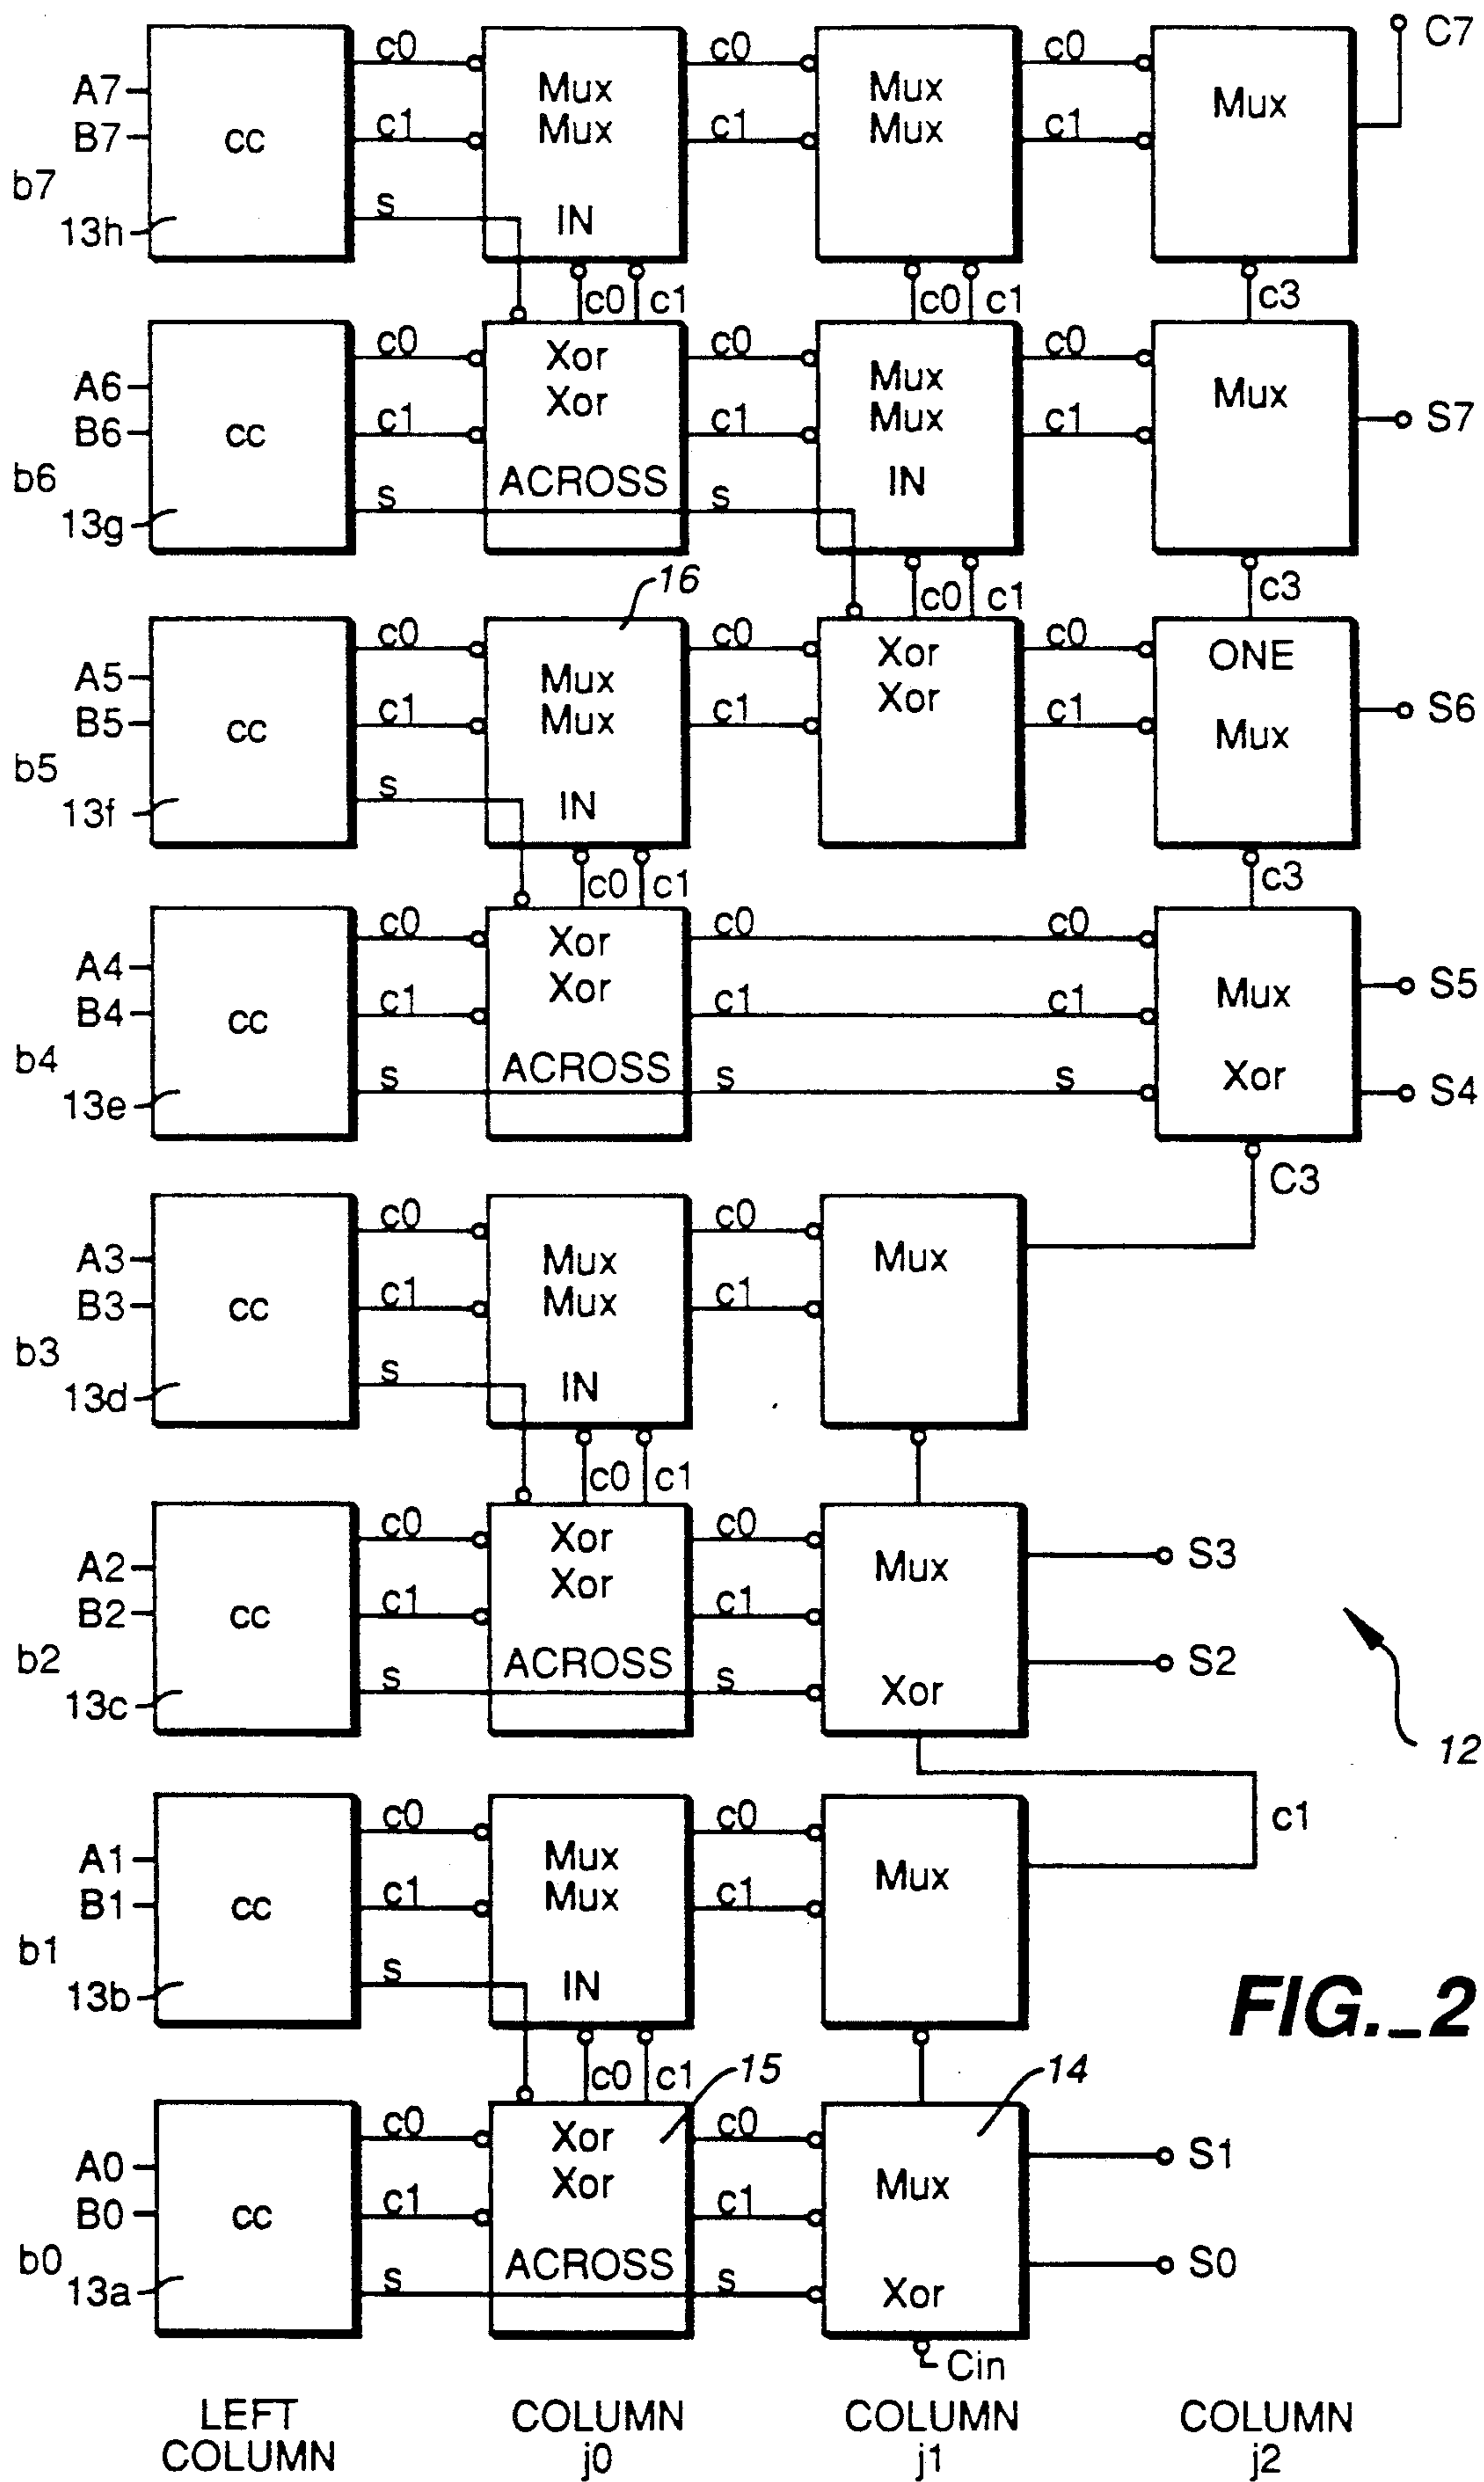 C7
c0 c0 c0
A7 Mux Mux Mux
B7 cc c1 Mux c1 Mux c1
b7
13h s IN
c0 c1 c0 c1 c3
c0 Xor c0 c0
A6 Xor Mux Mux
B6 cc c1 c1 Mux c1 S7
b6 ACROSS IN
13g s s
16 c0 c1 c3
c0 c0 Xor c0 ONE
A5 Mux Xor
B5 cc c1 Mux c1 c1 Mux S6
b5
13f s IN
c0 c1 c3
c0 Xor c0 c0
A4 Xor Mux S5
B4 cc c1 c1 c1
b4 ACROSS
13e s s s Xor S4
C3
c0 c0
A3 Mux Mux
B3 cc c1 Mux c1
b3
13d s IN
c0 c1
c0 Xor c0
A2 Xor Mux S3
B2 cc c1 c1
b2 ACROSS S2
13c s s Xor
12
c0 c0
A1 Mux Mux c1
B1 cc c1 Mux c1
b1
13b s IN
FIG._2
c0 c1 15 14
c0 Xor c0
A0 Xor Mux S1
B0 cc c1 c1
b0 ACROSS S0
13a s s Xor
Cin
LEFT COLUMN COLUMN COLUMN
COLUMN j0 j1 j2